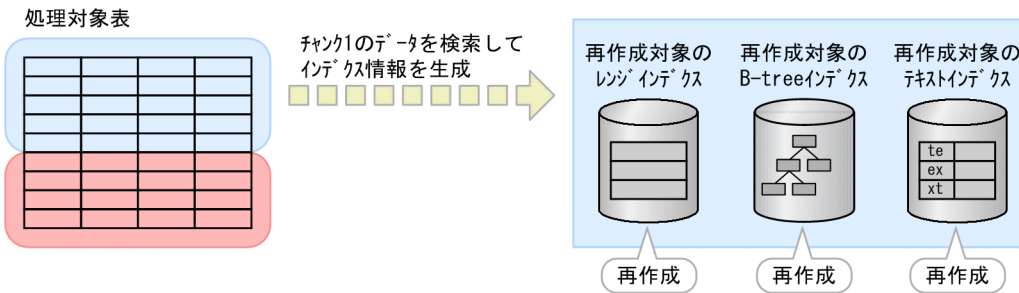 処理対象表
チャンク1のデータを検索して
インデクス情報を生成
再作成対象の
レンジインデクス
再作成対象の
B-treeインデクス
再作成対象の
テキストインデクス
te
ex
xt
再作成
再作成
再作成